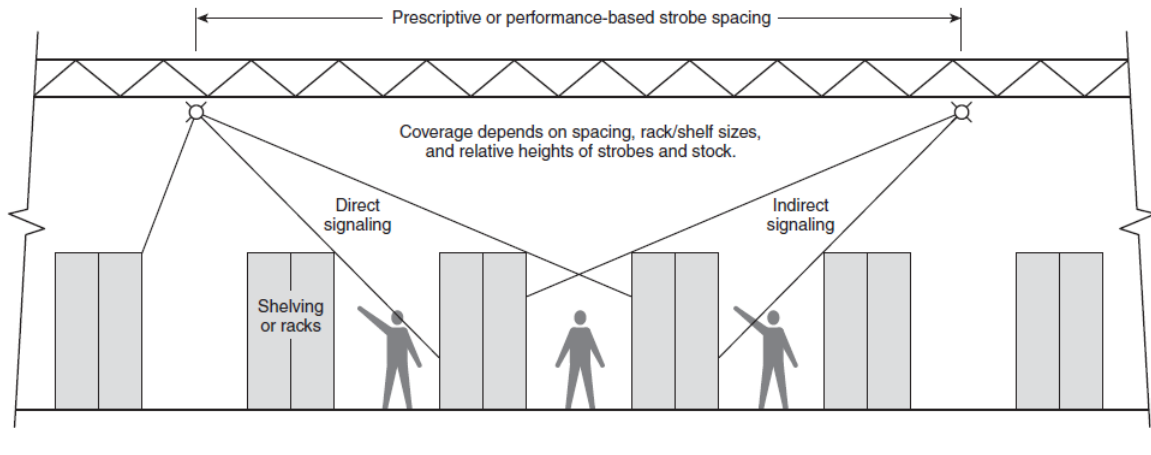 Prescriptive or performance-based strobe spacing
Coverage depends on spacing, rack/shelf sizes,
and relative heights of strobes and stock.
Direct
signaling
Indirect
signaling
Shelving
or racks